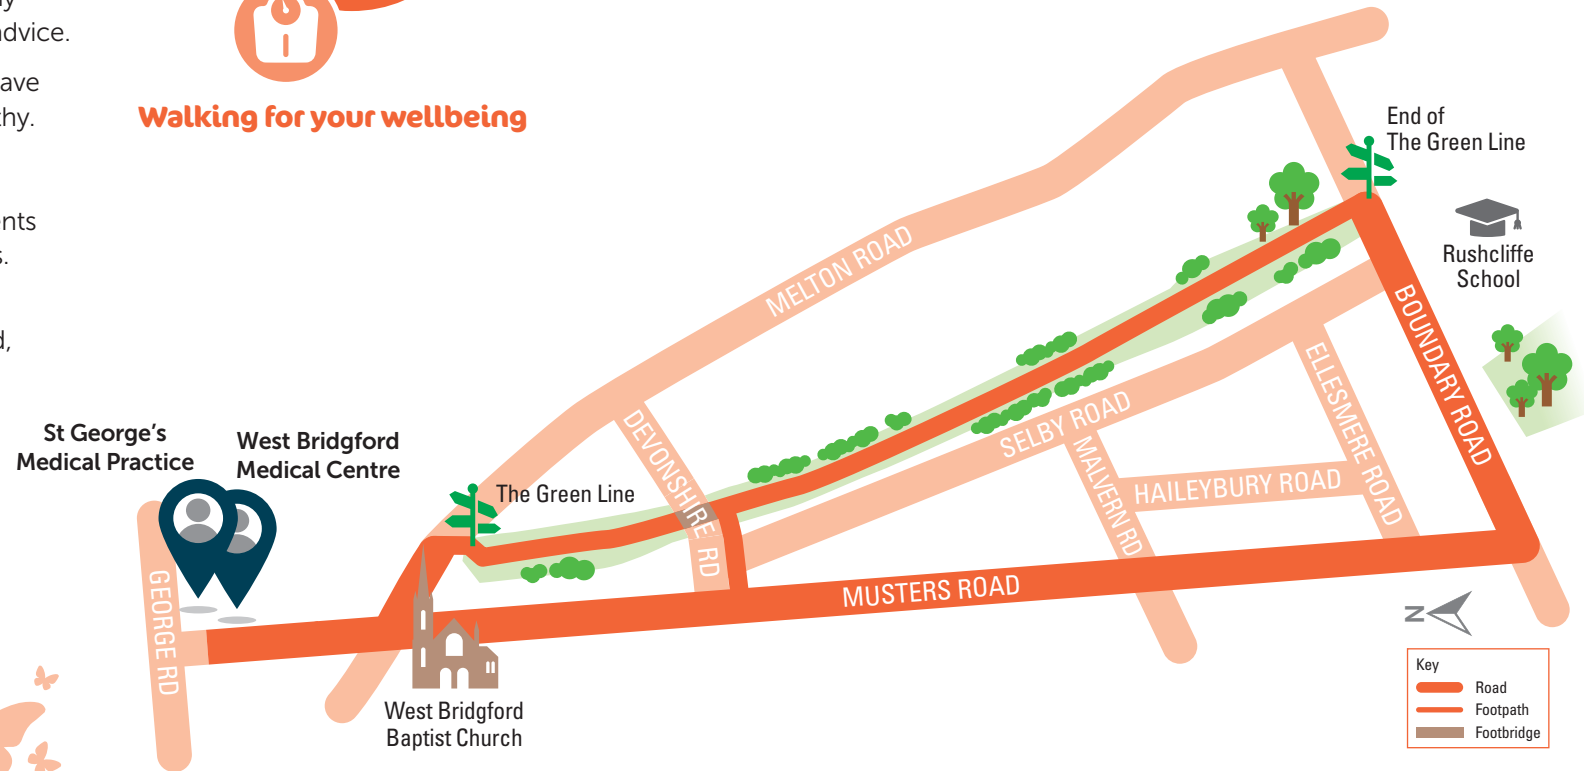 advice.
ave
thy.
ents
s.
d,
Walking for your wellbeing
End of
The Green Line
Rushcliffe
School
MELTON ROAD
BOUNDARY ROAD
ELLESMERE ROAD
SELBY ROAD
DEVONSHIRE RD
MALVERN RD
HAILEYBURY ROAD
St George's
Medical Practice
West Bridgford
Medical Centre
The Green Line
GEORGE RD
MUSTERS ROAD
West Bridgford
Baptist Church
N
Key
Road
Footpath
Footbridge